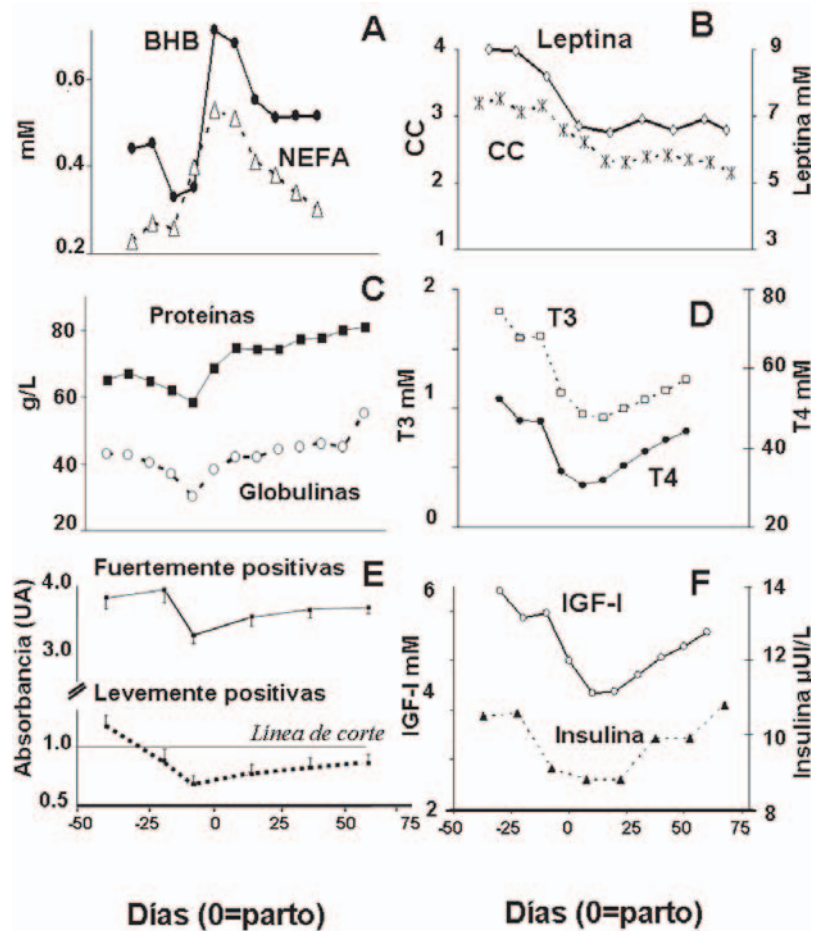 A
BHB
NEFA
mM
0.6
0.4
0.2
B
Leptina
CC
CC
4
3
2
1
9
7
5
3
Leptina mM
C
Proteínas
Globulinas
g/L
80
60
40
20
D
T3
T4
T3 mM
2
1
0
80
60
40
20
T4 mM
E
Fuertemente positivas
Levemente positivas
Línea de corte
Absorbancia (UA)
4.0
3.0
1.0
0.5
-50 -25 0 25 50 75
Días (0=parto)
F
IGF-I
Insulina
IGF-I mM
6
4
2
14
12
10
8
Insulina µUI/L
-50 -25 0 25 50 75
Días (0=parto)